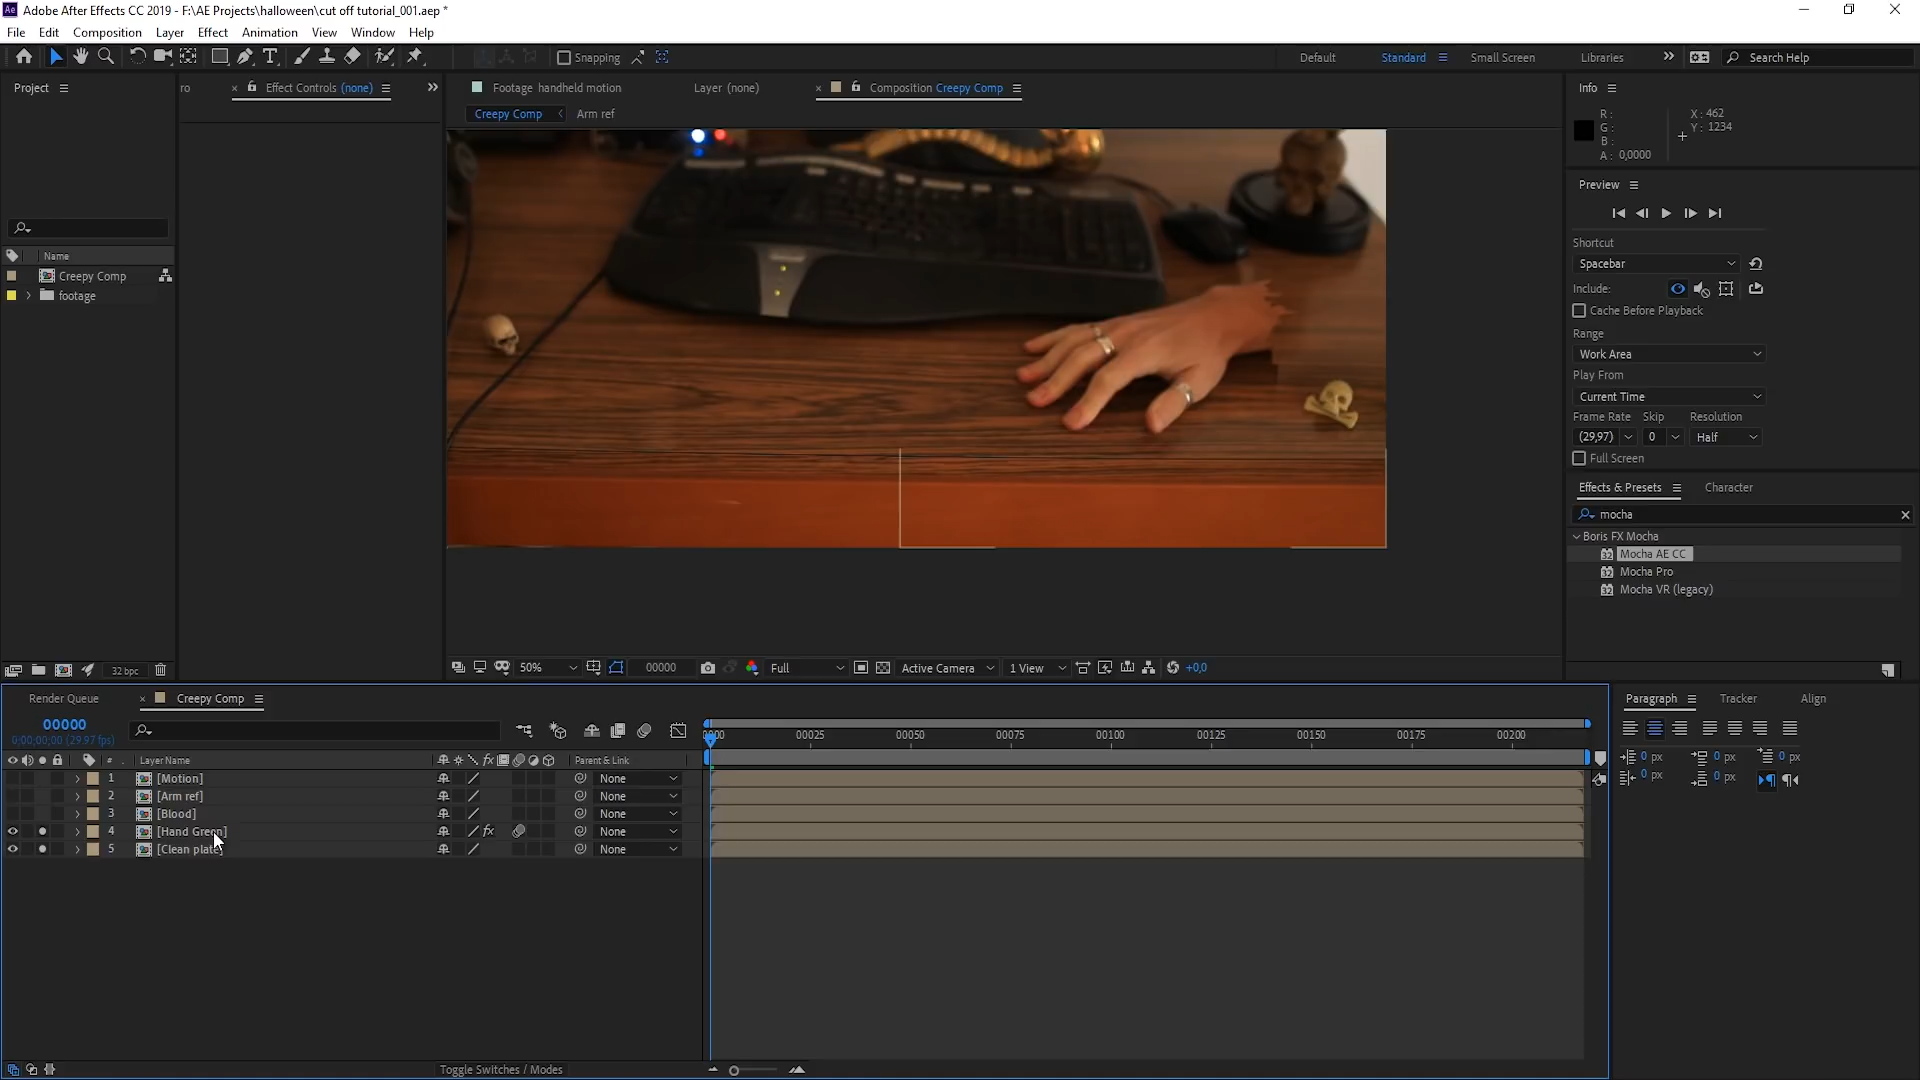 Adobe After Effects CC 2019 - F:\AE Projects\halloween\cut off tutorial_001.aep *
File Edit Composition Layer Effect Animation View Window Help
Snapping
Default Standard Small Screen Libraries Search Help
Project
ro
Effect Controls (none)
Footage handheld motion
Layer (none)
Composition Creepy Comp
Creepy Comp Arm ref
Name
Creepy Comp
footage
32 bpc
50% 00000 Full Active Camera 1 View +0,0
Info
R :
G :
B :
A : 0,0000
X : 462
Y : 1234
Preview
Shortcut
Spacebar
Include:
Cache Before Playback
Range
Work Area
Play From
Current Time
Frame Rate Skip Resolution
(29,97) 0 Half
Full Screen
Effects & Presets Character
mocha
Boris FX Mocha
32 Mocha AE CC
32 Mocha Pro
32 Mocha VR (legacy)
Render Queue Creepy Comp
00000
0;00;00;00 (29.97 fps)
00025 00050 00075 00100 00125 00150 00175 00200
# Layer Name fx Parent & Link
1 [Motion] None
2 [Arm ref] None
3 [Blood] None
4 [Hand Green] fx None
5 [Clean plate] None
Toggle Switches / Modes
Paragraph Tracker Align
0 px 0 px 0 px
0 px 0 px